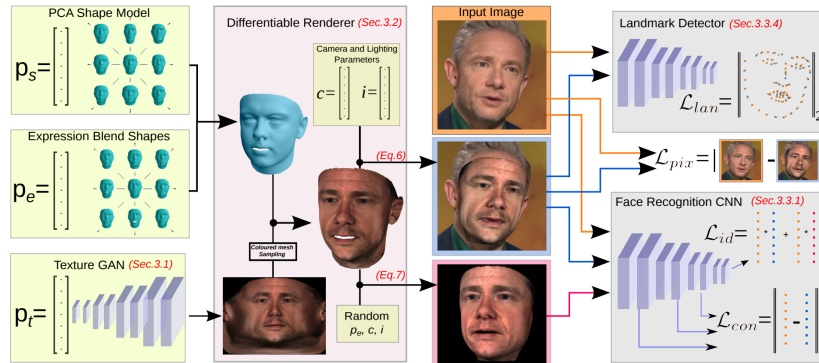 PCA Shape Model
pₛ=
Expression Blend Shapes
pₑ=
Texture GAN (Sec.3.1)
pₜ=
Differentiable Renderer (Sec.3.2)
Camera and Lighting
Parameters
c= i=
(Eq.6)
Coloured mesh
Sampling
(Eq.7)
Random
pₑ, c, i
Input Image
Landmark Detector (Sec.3.3.4)
ℒlan= 2
ℒpix=| -
Face Recognition CNN (Sec.3.3.1)
ℒid= * + *
ℒcon= -